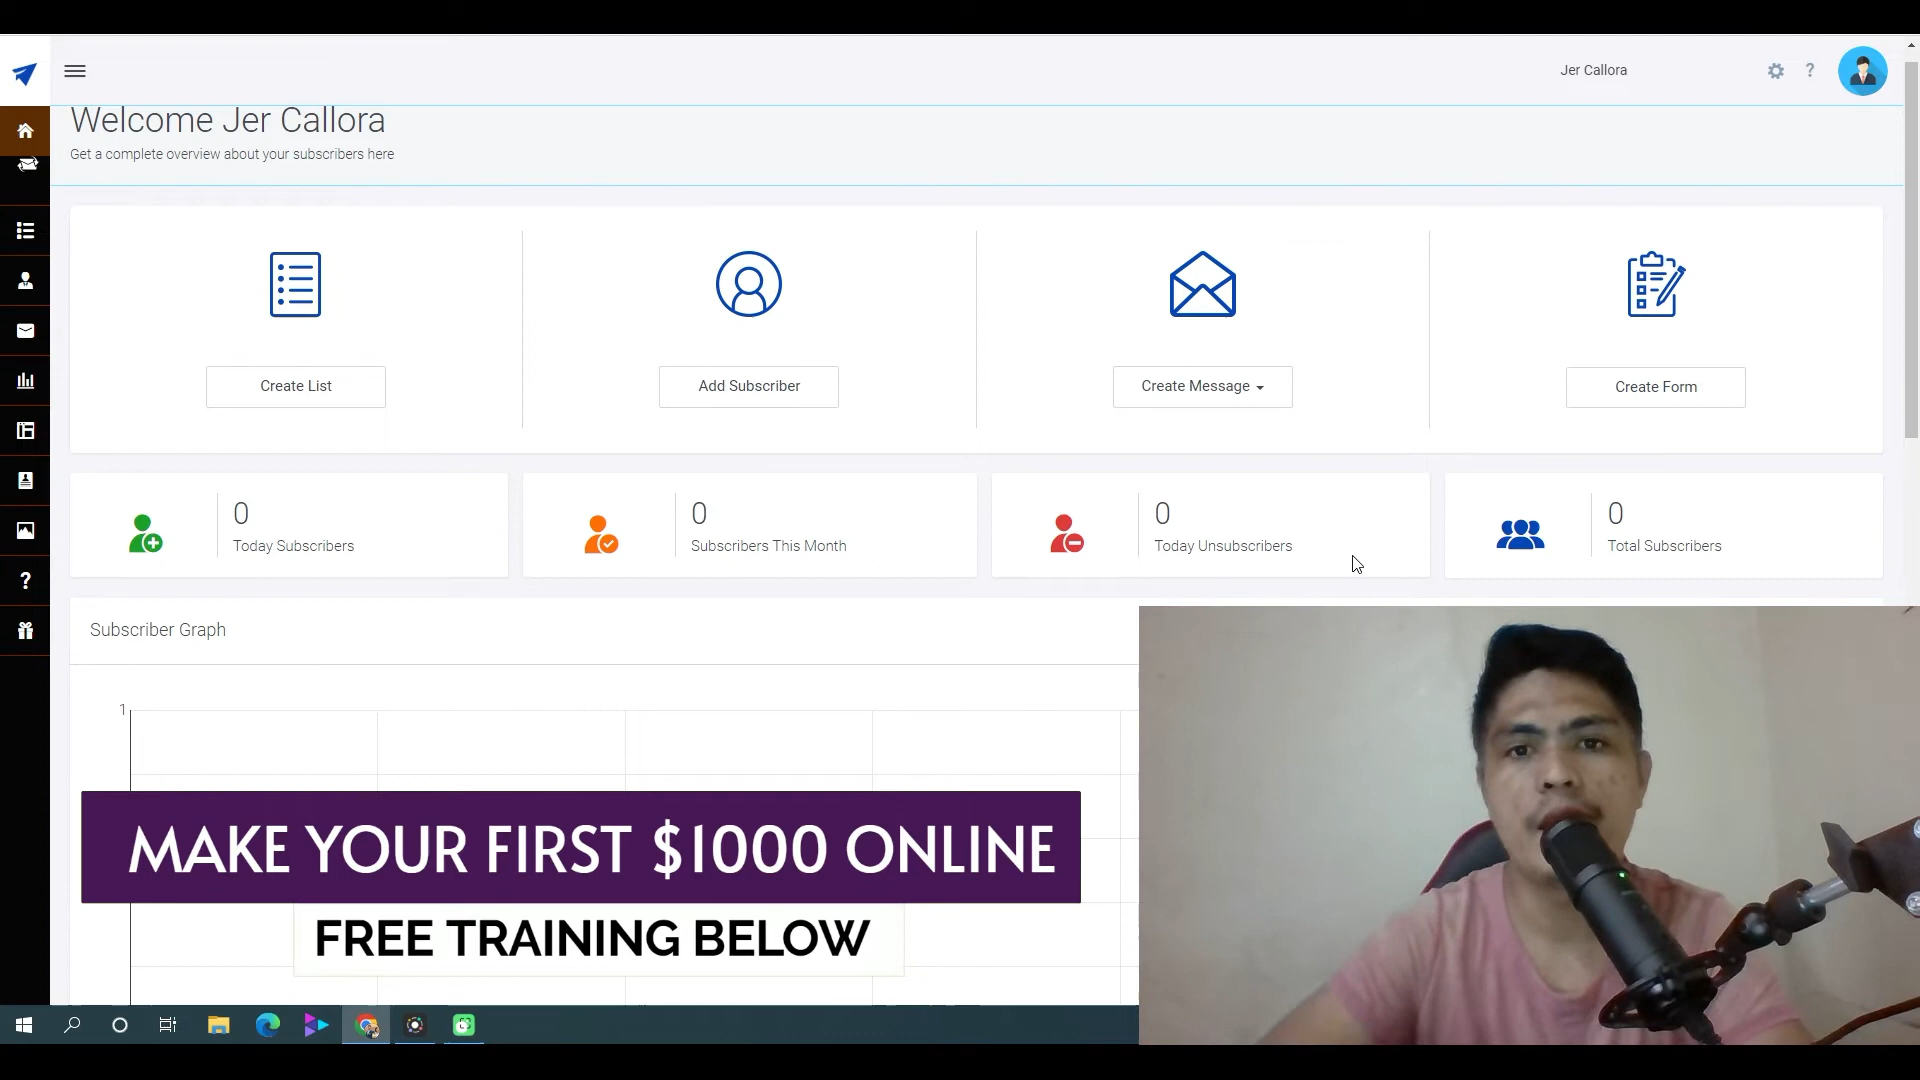 Jer Callora
?
Welcome Jer Callora
Get a complete overview about your subscribers here
Create List
Add Subscriber
Create Message
Create Form
0
Today Subscribers
0
Subscribers This Month
0
Today Unsubscribers
0
Total Subscribers
?
Subscriber Graph
1
MAKE YOUR FIRST $1000 ONLINE
FREE TRAINING BELOW